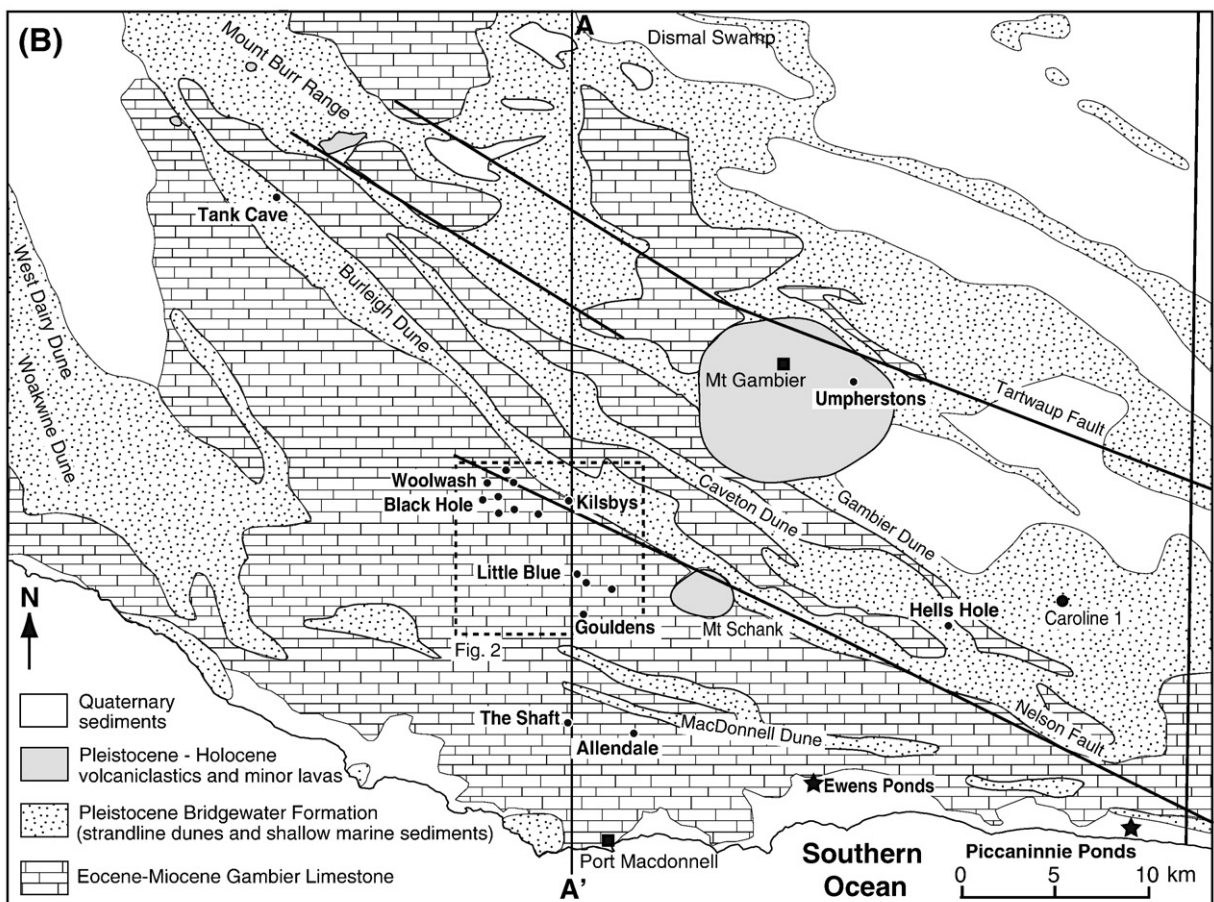 (B)
A
Dismal Swamp
Mount Burr Range
Tank Cave
Burleigh Dune
West Dairy Dune
Woakwine Dune
Mt Gambier
Umpherstons
Tartwaup Fault
Woolwash
Black Hole
Kilsbys
Caveton Dune
Gambier Dune
Little Blue
Gouldens
Mt Schank
Hells Hole
Caroline 1
N
Fig. 2
The Shaft
Allendale
MacDonnell Dune
Nelson Fault
Ewens Ponds
Port Macdonnell
A'
Southern
Ocean
Piccaninnie Ponds
0 5 10 km
Quaternary
sediments
Pleistocene - Holocene
volcaniclastics and minor lavas
Pleistocene Bridgewater Formation
(strandline dunes and shallow marine sediments)
Eocene-Miocene Gambier Limestone